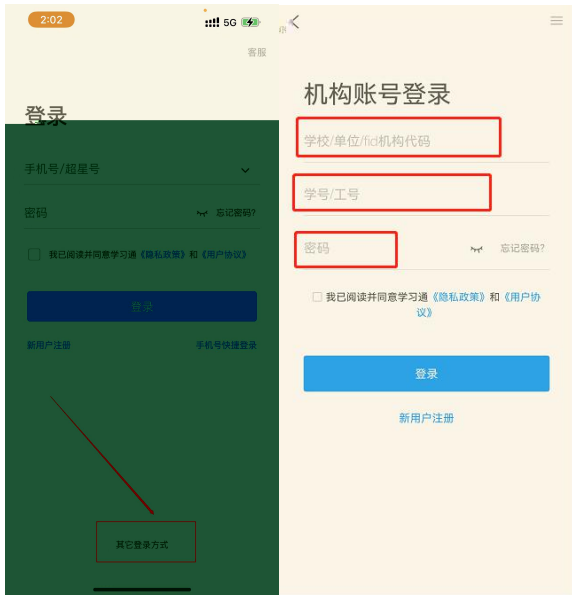 2:02
5G
客服
登录
手机号/超星号
密码
忘记密码?
我已阅读并同意学习通《隐私政策》和《用户协议》
登录
新用户注册
手机号快捷登录
其它登录方式
机构账号登录
学校/单位/fid机构代码
学号/工号
密码
忘记密码?
我已阅读并同意学习通《隐私政策》和《用户协
议》
登录
新用户注册